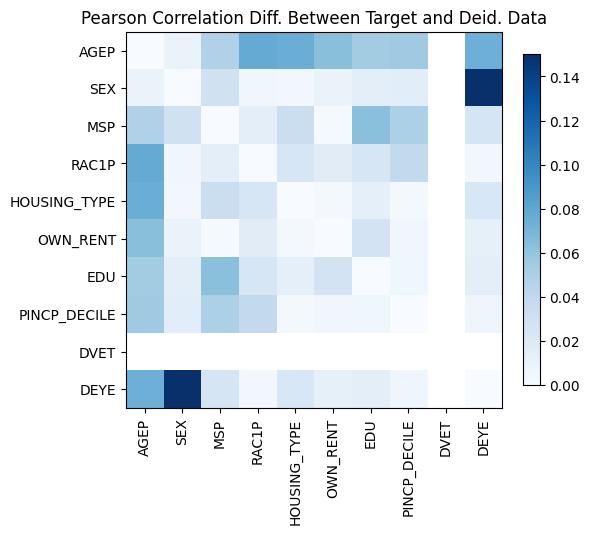 Pearson Correlation Diff. Between Target and Deid. Data
AGEP
SEX
MSP
RAC1P
HOUSING_TYPE
OWN_RENT
EDU
PINCP_DECILE
DVET
DEYE
AGEP
SEX
MSP
RAC1P
HOUSING_TYPE
OWN_RENT
EDU
PINCP_DECILE
DVET
DEYE
0.14
0.12
0.10
0.08
0.06
0.04
0.02
0.00